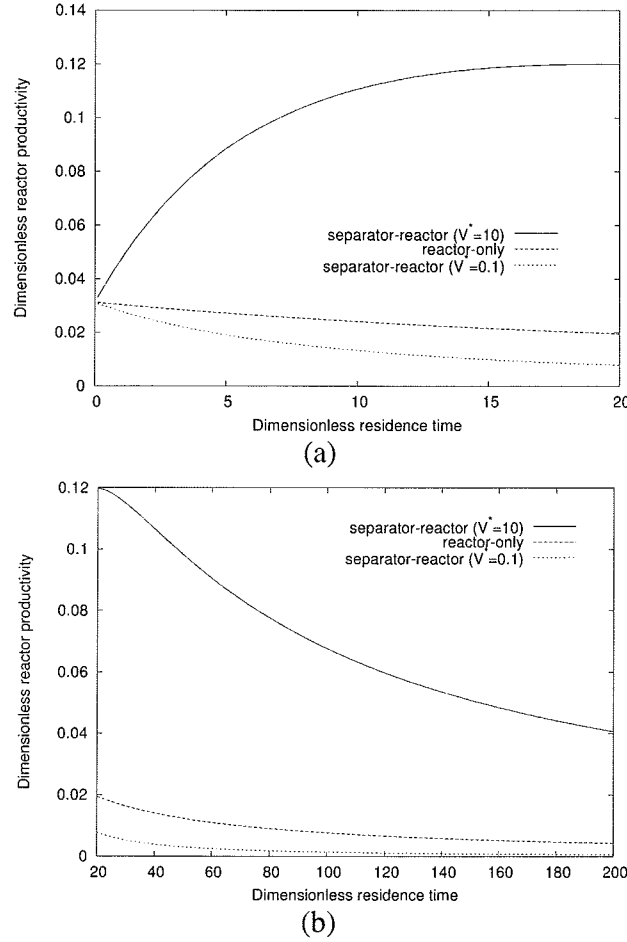 0.14
0.12
0.1
0.08
0.06
0.04
0.02
0
Dimensionless reactor productivity
separator-reactor (V*=10)
reactor-only
separator-reactor (V*=0.1)
0 5 10 15 20
Dimensionless residence time
(a)
0.12
0.1
0.08
0.06
0.04
0.02
0
Dimensionless reactor productivity
separator-reactor (V*=10)
reactor-only
separator-reactor (V*=0.1)
20 40 60 80 100 120 140 160 180 200
Dimensionless residence time
(b)